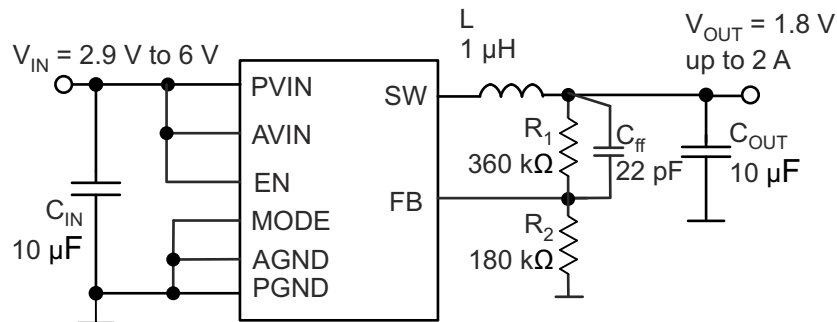 L
1 µH
V_IN = 2.9 V to 6 V
V_OUT = 1.8 V
up to 2 A
PVIN
SW
AVIN
R_1
360 kΩ
C_ff
22 pF
C_OUT
10 µF
EN
FB
C_IN
10 µF
MODE
R_2
180 kΩ
AGND
PGND